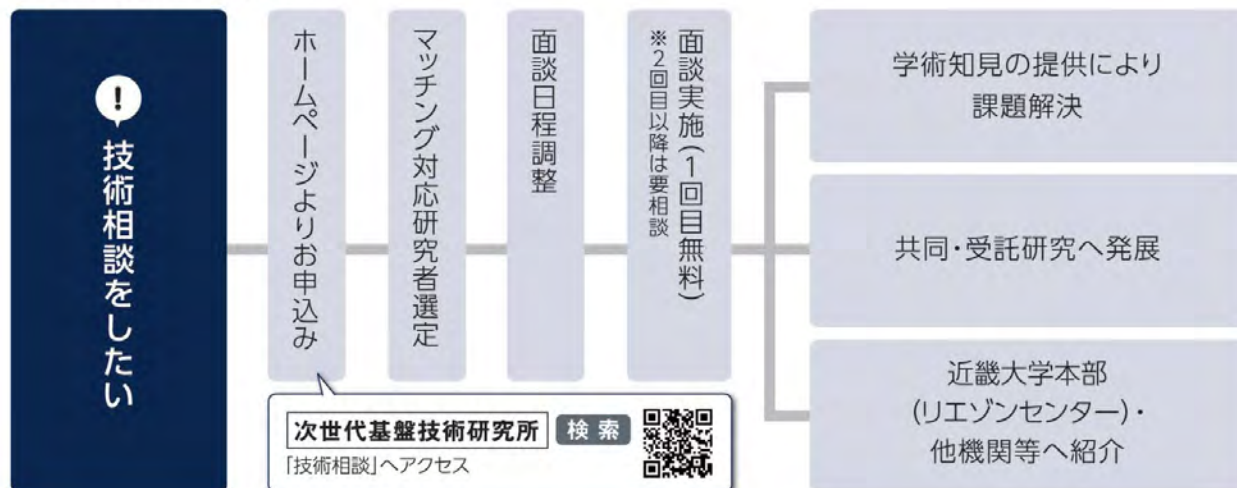 !
技術相談をしたい
ホームページよりお申込み
マッチング対応研究者選定
面談日程調整
面談実施(1回目無料)
※2回目以降は要相談
次世代基盤技術研究所 検索
「技術相談」へアクセス
学術知見の提供により
課題解決
共同・受託研究へ発展
近畿大学本部
(リエゾンセンター)・
他機関等へ紹介